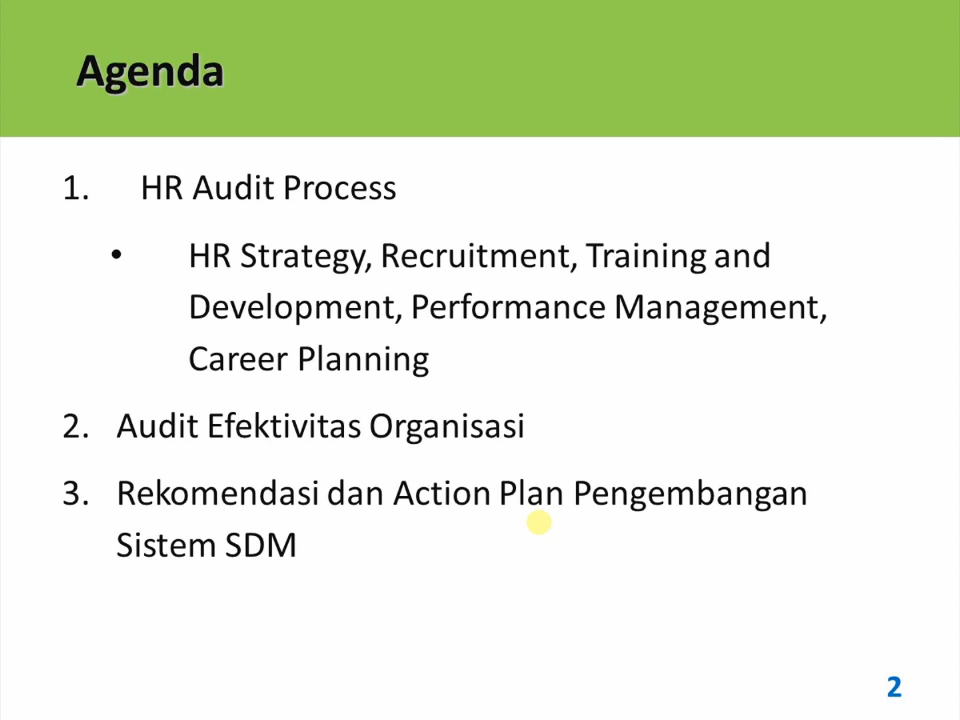 Agenda
1. HR Audit Process
• HR Strategy, Recruitment, Training and
Development, Performance Management,
Career Planning
2. Audit Efektivitas Organisasi
3. Rekomendasi dan Action Plan Pengembangan
Sistem SDM
2